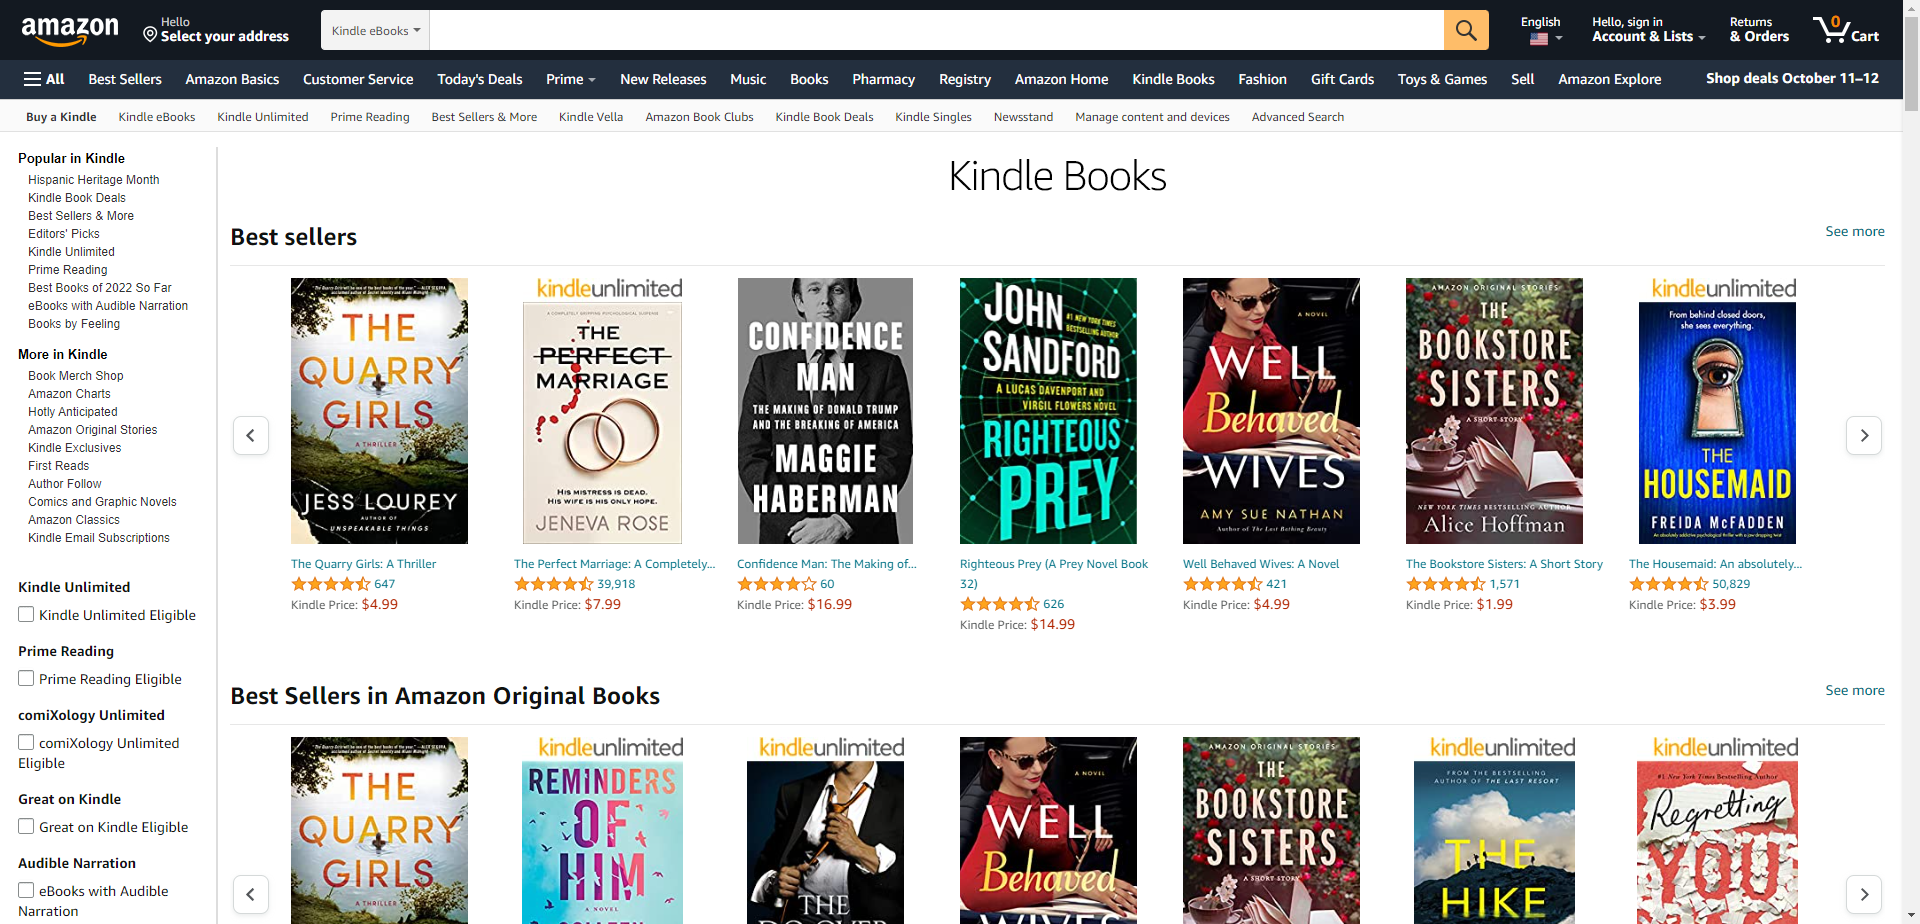 amazon
Hello
Select your address
Kindle eBooks
English
Hello, sign in
Account & Lists
Returns
& Orders
0
Cart
All
Best Sellers
Amazon Basics
Customer Service
Today's Deals
Prime
New Releases
Music
Books
Pharmacy
Registry
Amazon Home
Kindle Books
Fashion
Gift Cards
Toys & Games
Sell
Amazon Explore
Shop deals October 11–12
Buy a Kindle
Kindle eBooks
Kindle Unlimited
Prime Reading
Best Sellers & More
Kindle Vella
Amazon Book Clubs
Kindle Book Deals
Kindle Singles
Newsstand
Manage content and devices
Advanced Search
Popular in Kindle
Hispanic Heritage Month
Kindle Book Deals
Best Sellers & More
Editors' Picks
Kindle Unlimited
Prime Reading
Best Books of 2022 So Far
eBooks with Audible Narration
Books by Feeling
More in Kindle
Book Merch Shop
Amazon Charts
Hotly Anticipated
Amazon Original Stories
Kindle Exclusives
First Reads
Author Follow
Comics and Graphic Novels
Amazon Classics
Kindle Email Subscriptions
Kindle Unlimited
Kindle Unlimited Eligible
Prime Reading
Prime Reading Eligible
comiXology Unlimited
comiXology Unlimited
Eligible
Great on Kindle
Great on Kindle Eligible
Audible Narration
eBooks with Audible
Narration
Kindle Books
Best sellers
See more
THE
QUARRY
GIRLS
A THRILLER
JESS LOUREY
AUTHOR OF
UNSPEAKABLE THINGS
The Quarry Girls: A Thriller
647
Kindle Price: $4.99
kindleunlimited
A COMPLETELY GRIPPING PSYCHOLOGICAL SUSPENSE
THE
PERFECT
MARRIAGE
HIS MISTRESS IS DEAD.
HIS WIFE IS HIS ONLY HOPE.
JENEVA ROSE
The Perfect Marriage: A Completely...
39,918
Kindle Price: $7.99
CONFIDENCE
MAN
THE MAKING OF DONALD TRUMP
AND THE BREAKING OF AMERICA
MAGGIE
HABERMAN
Confidence Man: The Making of...
60
Kindle Price: $16.99
JOHN
#1 NEW YORK TIMES
BESTSELLING AUTHOR
SANDFORD
A LUCAS DAVENPORT AND
VIRGIL FLOWERS NOVEL
RIGHTEOUS
PREY
Righteous Prey (A Prey Novel Book
32)
626
Kindle Price: $14.99
A NOVEL
WELL
Behaved
WIVES
AMY SUE NATHAN
Author of The Last Bathing Beauty
Well Behaved Wives: A Novel
421
Kindle Price: $4.99
AMAZON ORIGINAL STORIES
THE
BOOKSTORE
SISTERS
A SHORT STORY
NEW YORK TIMES BESTSELLING AUTHOR
Alice Hoffman
The Bookstore Sisters: A Short Story
1,571
Kindle Price: $1.99
kindleunlimited
From behind closed doors,
she sees everything.
THE
HOUSEMAID
FREIDA McFADDEN
An absolutely addictive psychological thriller with a jaw-dropping twist
The Housemaid: An absolutely...
50,829
Kindle Price: $3.99
Best Sellers in Amazon Original Books
See more
THE
QUARRY
GIRLS
A THRILLER
kindleunlimited
REMINDERS
OF
HIM
A NOVEL
kindleunlimited
THE
kindleunlimited
A NOVEL
WELL
Behaved
AMAZON ORIGINAL STORIES
THE
BOOKSTORE
SISTERS
A SHORT STORY
kindleunlimited
FROM THE BESTSELLING
AUTHOR OF THE LAST RESORT
THE
HIKE
kindleunlimited
#1 New York Times Bestselling Author
Regretting
YOU